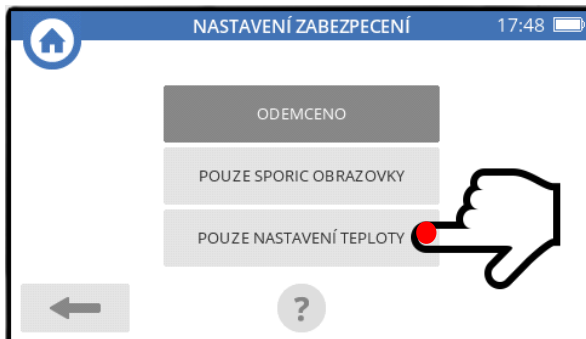 NASTAVENÍ ZABEZPECENÍ 17:48
ODEMCENO
POUZE SPORIC OBRAZOVKY
POUZE NASTAVENÍ TEPLOTY
?